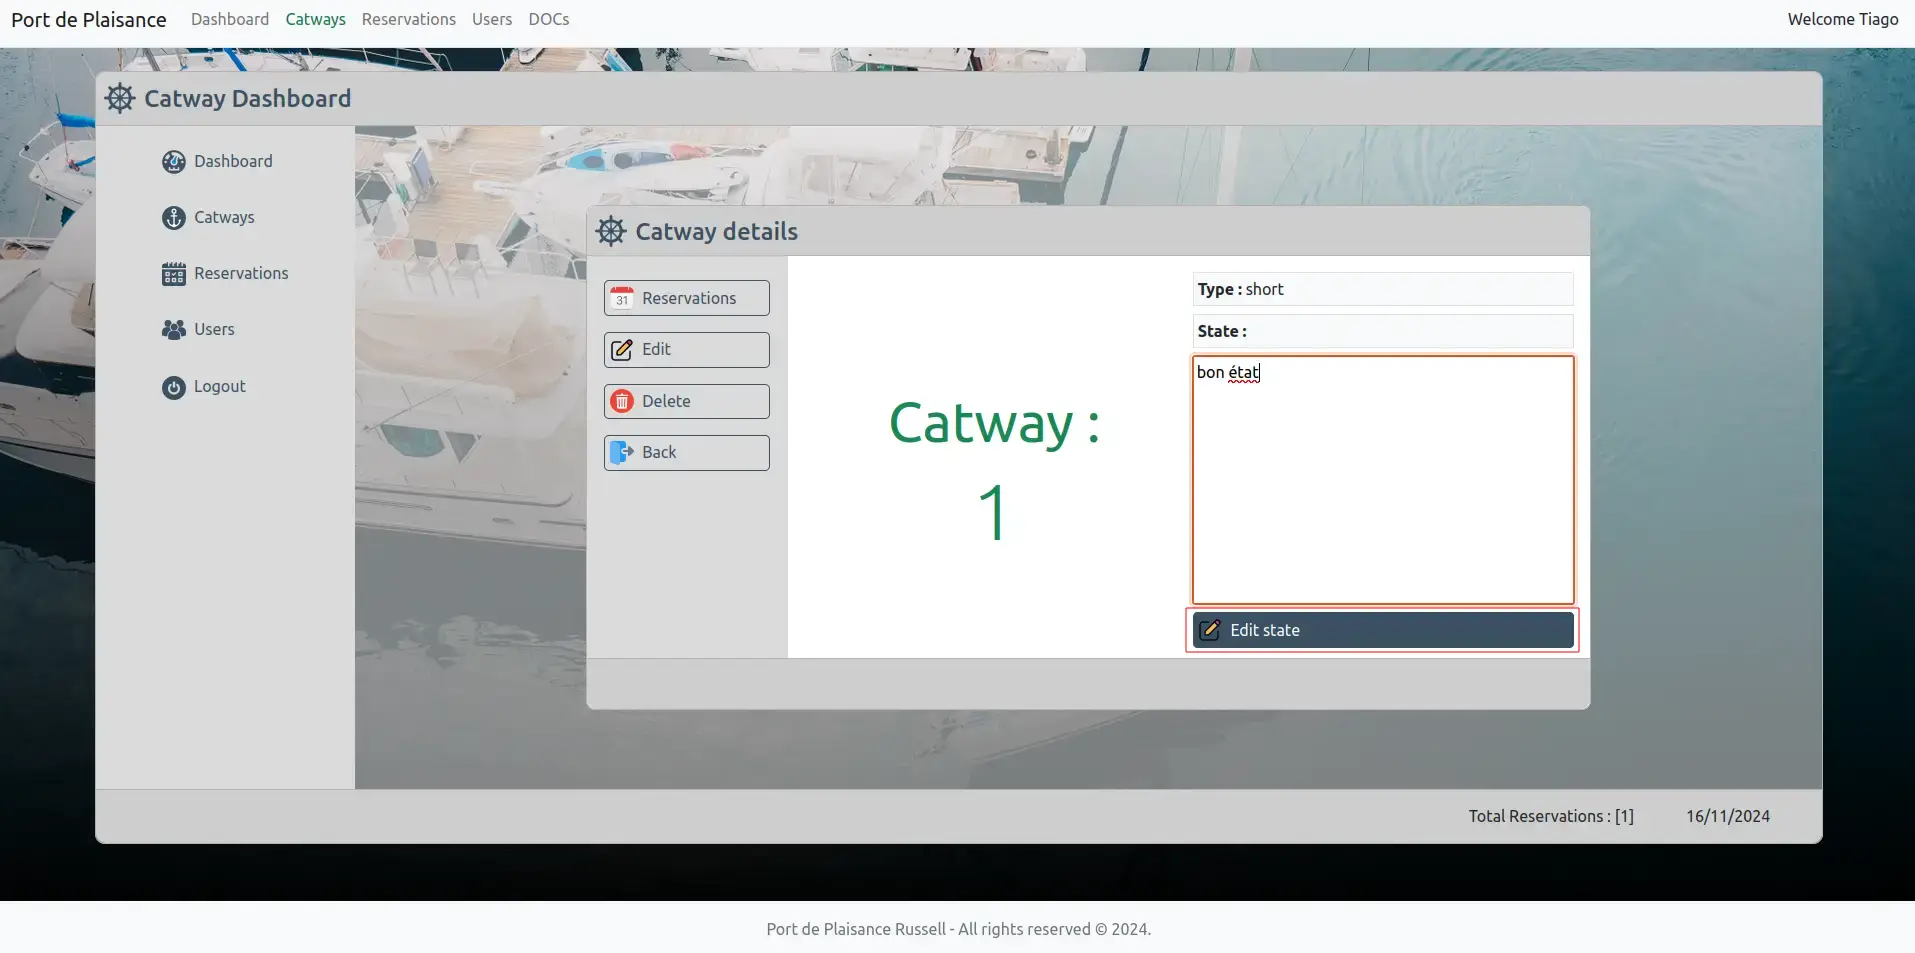 Port de Plaisance Dashboard Catways Reservations Users DOCs Welcome Tiago
Catway Dashboard
Dashboard
Catways
Reservations
Users
Logout
Catway details
31 Reservations
Edit
Delete
Back
Catway :
1
Type : short
State :
bon état
Edit state
Total Reservations : [1] 16/11/2024
Port de Plaisance Russell - All rights reserved © 2024.